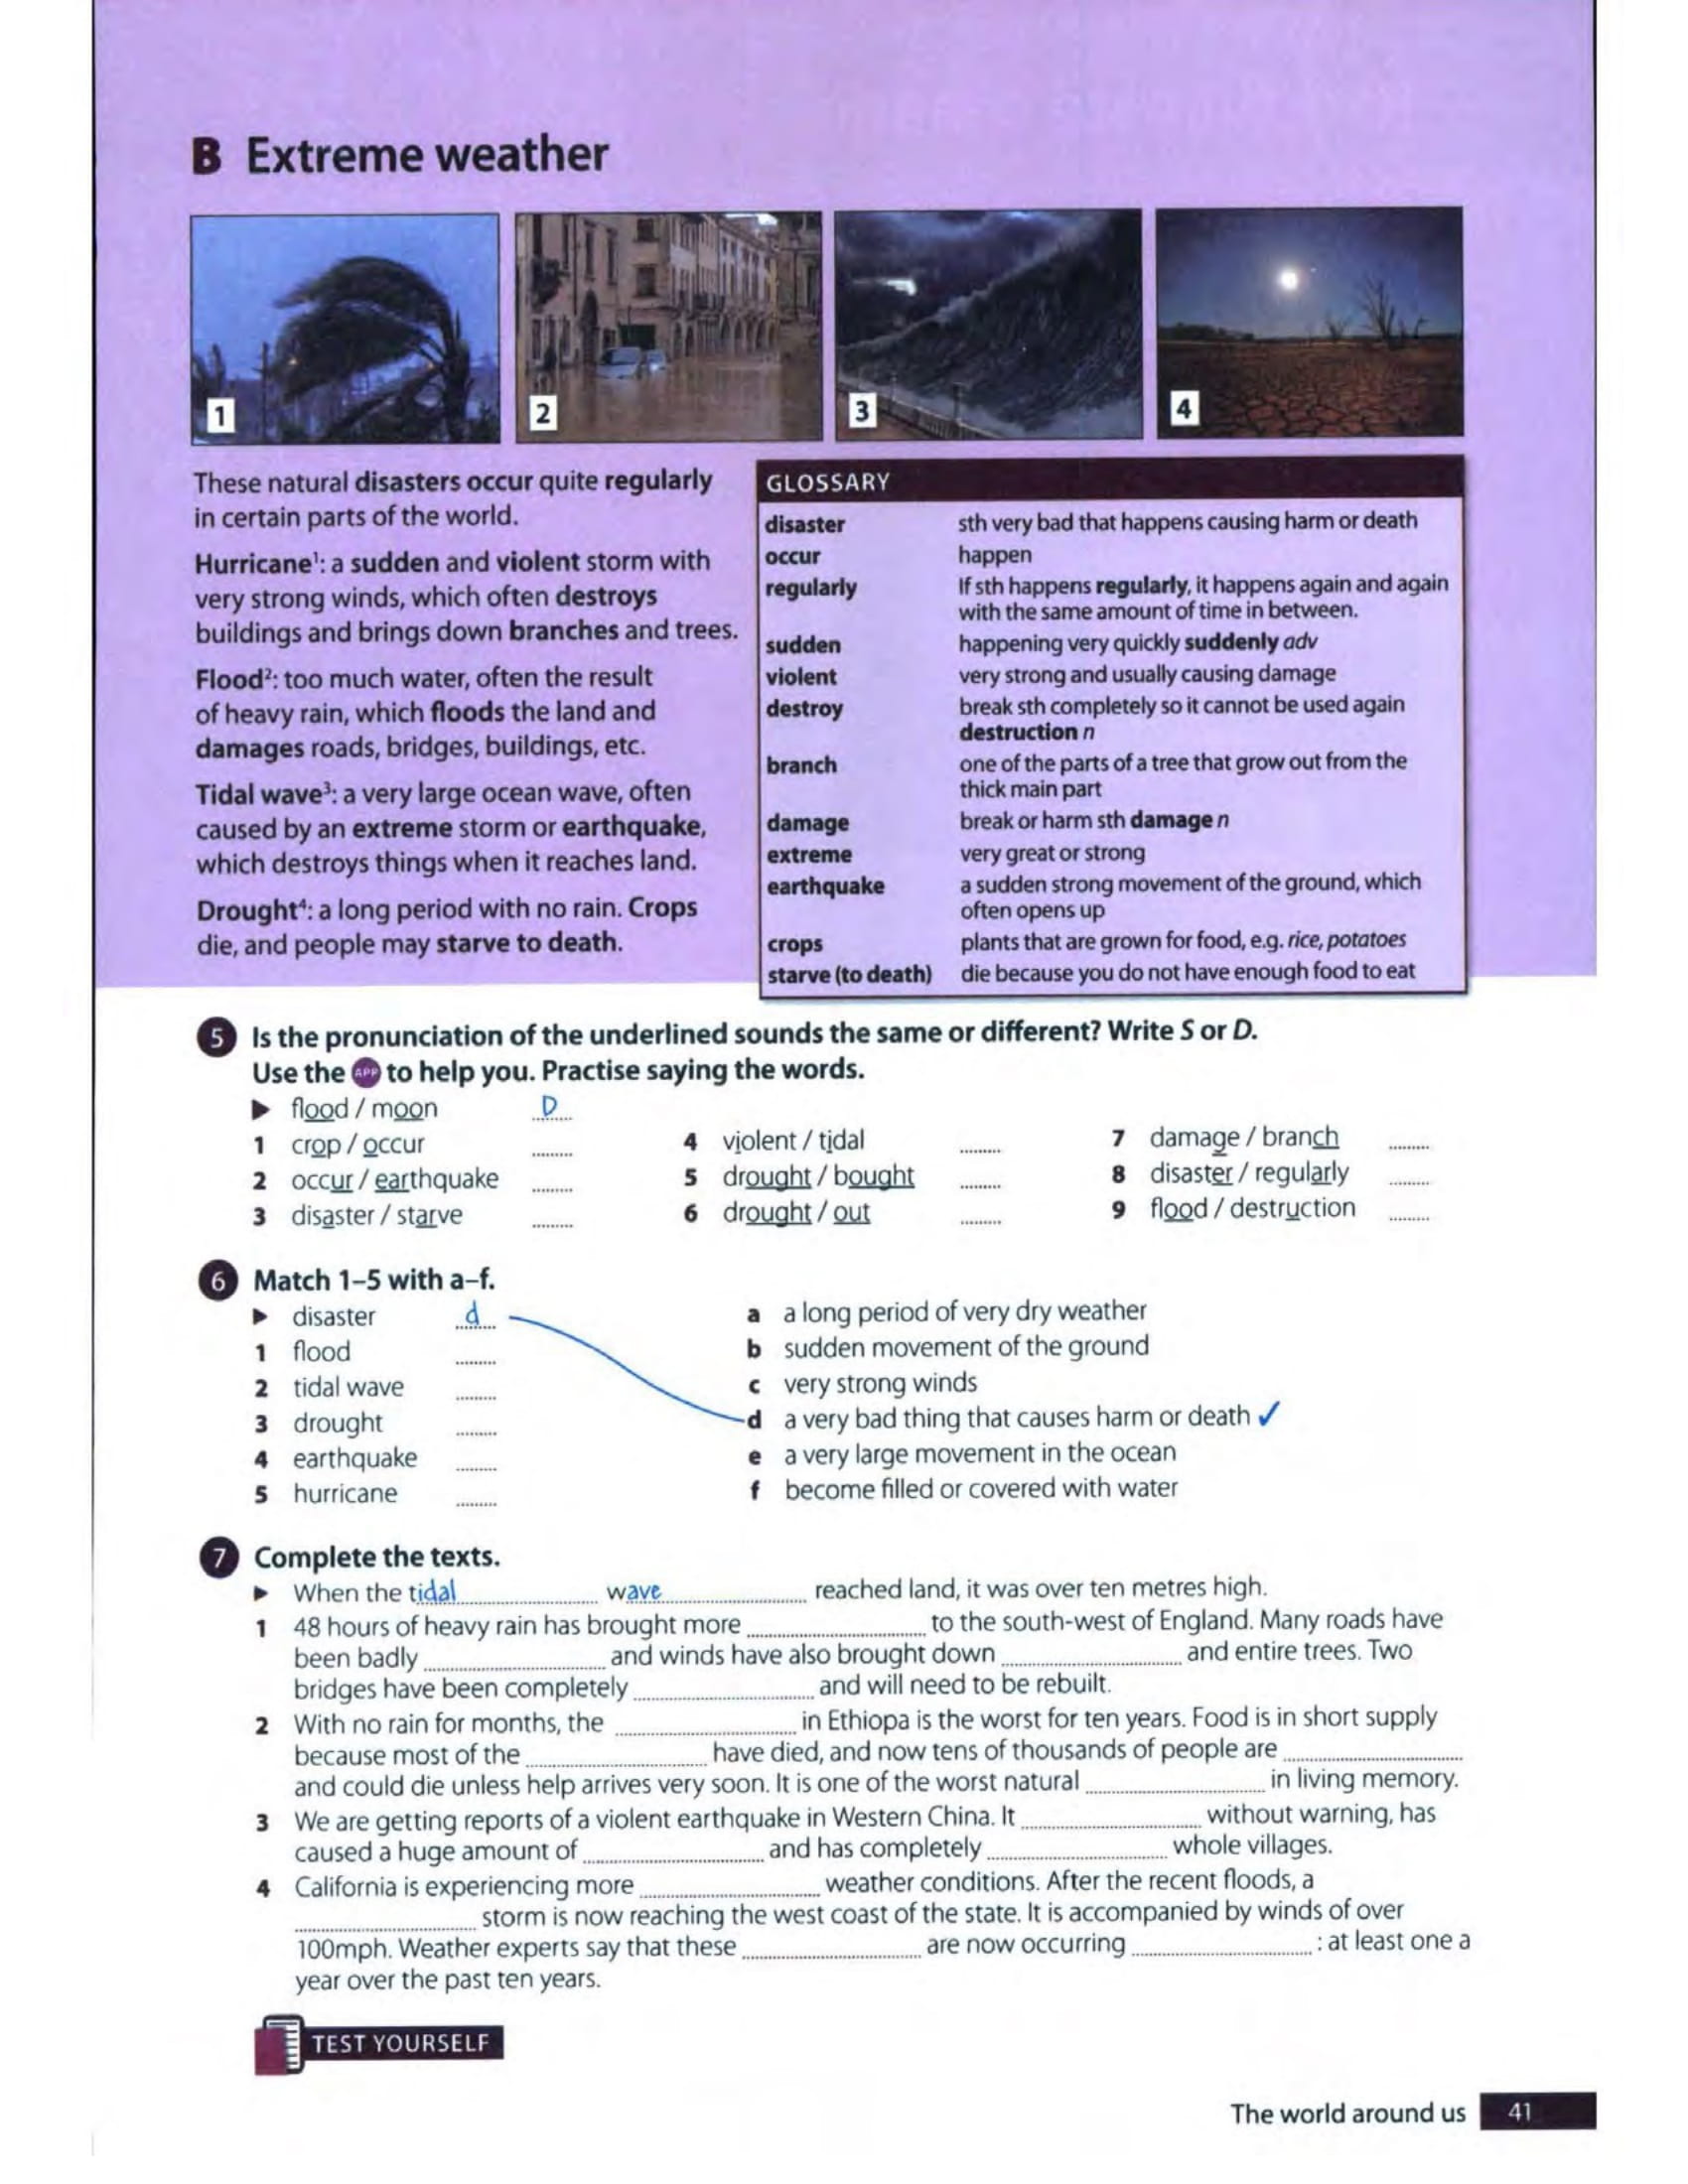 B Extreme weather
1
2
3
4
These natural disasters occur quite regularly
in certain parts of the world.
Hurricane¹: a sudden and violent storm with
very strong winds, which often destroys
buildings and brings down branches and trees.
Flood²: too much water, often the result
of heavy rain, which floods the land and
damages roads, bridges, buildings, etc.
Tidal wave³: a very large ocean wave, often
caused by an extreme storm or earthquake,
which destroys things when it reaches land.
Drought⁴: a long period with no rain. Crops
die, and people may starve to death.
GLOSSARY
disaster sth very bad that happens causing harm or death
occur happen
regularly If sth happens regularly, it happens again and again
with the same amount of time in between.
sudden happening very quickly suddenly adv
violent very strong and usually causing damage
destroy break sth completely so it cannot be used again
destruction n
branch one of the parts of a tree that grow out from the
thick main part
damage break or harm sth damage n
extreme very great or strong
earthquake a sudden strong movement of the ground, which
often opens up
crops plants that are grown for food, e.g. rice, potatoes
starve (to death) die because you do not have enough food to eat
5 Is the pronunciation of the underlined sounds the same or different? Write S or D.
Use the APP to help you. Practise saying the words.
▶ flood / moon D
1 crop / occur
2 occur / earthquake
3 disaster / starve
4 violent / tidal
5 drought / bought
6 drought / out
7 damage / branch
8 disaster / regularly
9 flood / destruction
6 Match 1–5 with a–f.
▶ disaster d
1 flood
2 tidal wave
3 drought
4 earthquake
5 hurricane
a a long period of very dry weather
b sudden movement of the ground
c very strong winds
d a very bad thing that causes harm or death ✓
e a very large movement in the ocean
f become filled or covered with water
7 Complete the texts.
▶ When the tidal wave reached land, it was over ten metres high.
1 48 hours of heavy rain has brought more ........ to the south-west of England. Many roads have
been badly ........ and winds have also brought down ........ and entire trees. Two
bridges have been completely ........ and will need to be rebuilt.
2 With no rain for months, the ........ in Ethiopa is the worst for ten years. Food is in short supply
because most of the ........ have died, and now tens of thousands of people are ........
and could die unless help arrives very soon. It is one of the worst natural ........ in living memory.
3 We are getting reports of a violent earthquake in Western China. It ........ without warning, has
caused a huge amount of ........ and has completely ........ whole villages.
4 California is experiencing more ........ weather conditions. After the recent floods, a
........ storm is now reaching the west coast of the state. It is accompanied by winds of over
100mph. Weather experts say that these ........ are now occurring ........ : at least one a
year over the past ten years.
TEST YOURSELF
The world around us 41